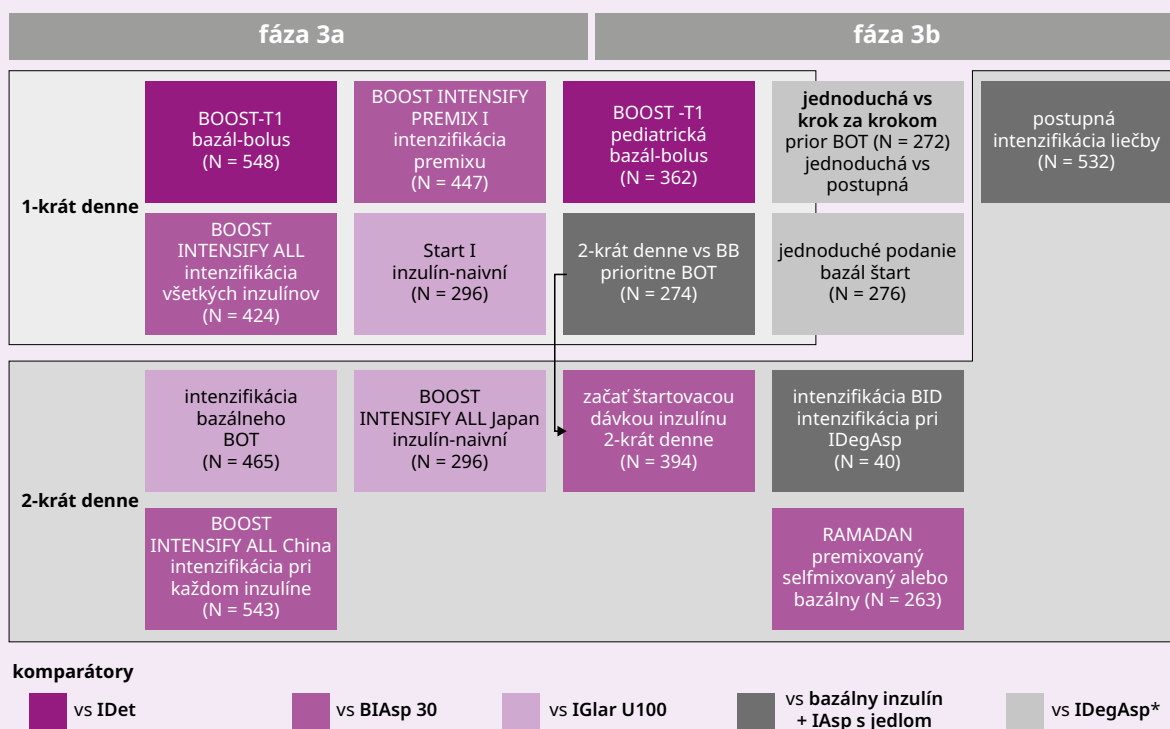 fáza 3a
fáza 3b
1-krát denne
BOOST-T1
bazál-bolus
(N = 548)
BOOST INTENSIFY
PREMIX I
intenzifikácia
premixu
(N = 447)
BOOST -T1
pediatrická
bazál-bolus
(N = 362)
jednoduchá vs
krok za krokom
prior BOT (N = 272)
jednoduchá vs
postupná
postupná
intenzifikácia liečby
(N = 532)
BOOST
INTENSIFY ALL
intenzifikácia
všetkých inzulínov
(N = 424)
Start I
inzulín-naivní
(N = 296)
2-krát denne vs BB
prioritne BOT
(N = 274)
jednoduché podanie
bazál štart
(N = 276)
2-krát denne
intenzifikácia
bazálneho
BOT
(N = 465)
BOOST
INTENSIFY ALL Japan
inzulín-naivní
(N = 296)
začať štartovacou
dávkou inzulínu
2-krát denne
(N = 394)
intenzifikácia BID
intenzifikácia pri
IDegAsp
(N = 40)
BOOST
INTENSIFY ALL China
intenzifikácia pri
každom inzulíne
(N = 543)
RAMADAN
premixovaný
selfmixovaný alebo
bazálny (N = 263)
komparátory
vs IDet
vs BIAsp 30
vs IGlar U100
vs bazálny inzulín
+ IAsp s jedlom
vs IDegAsp*